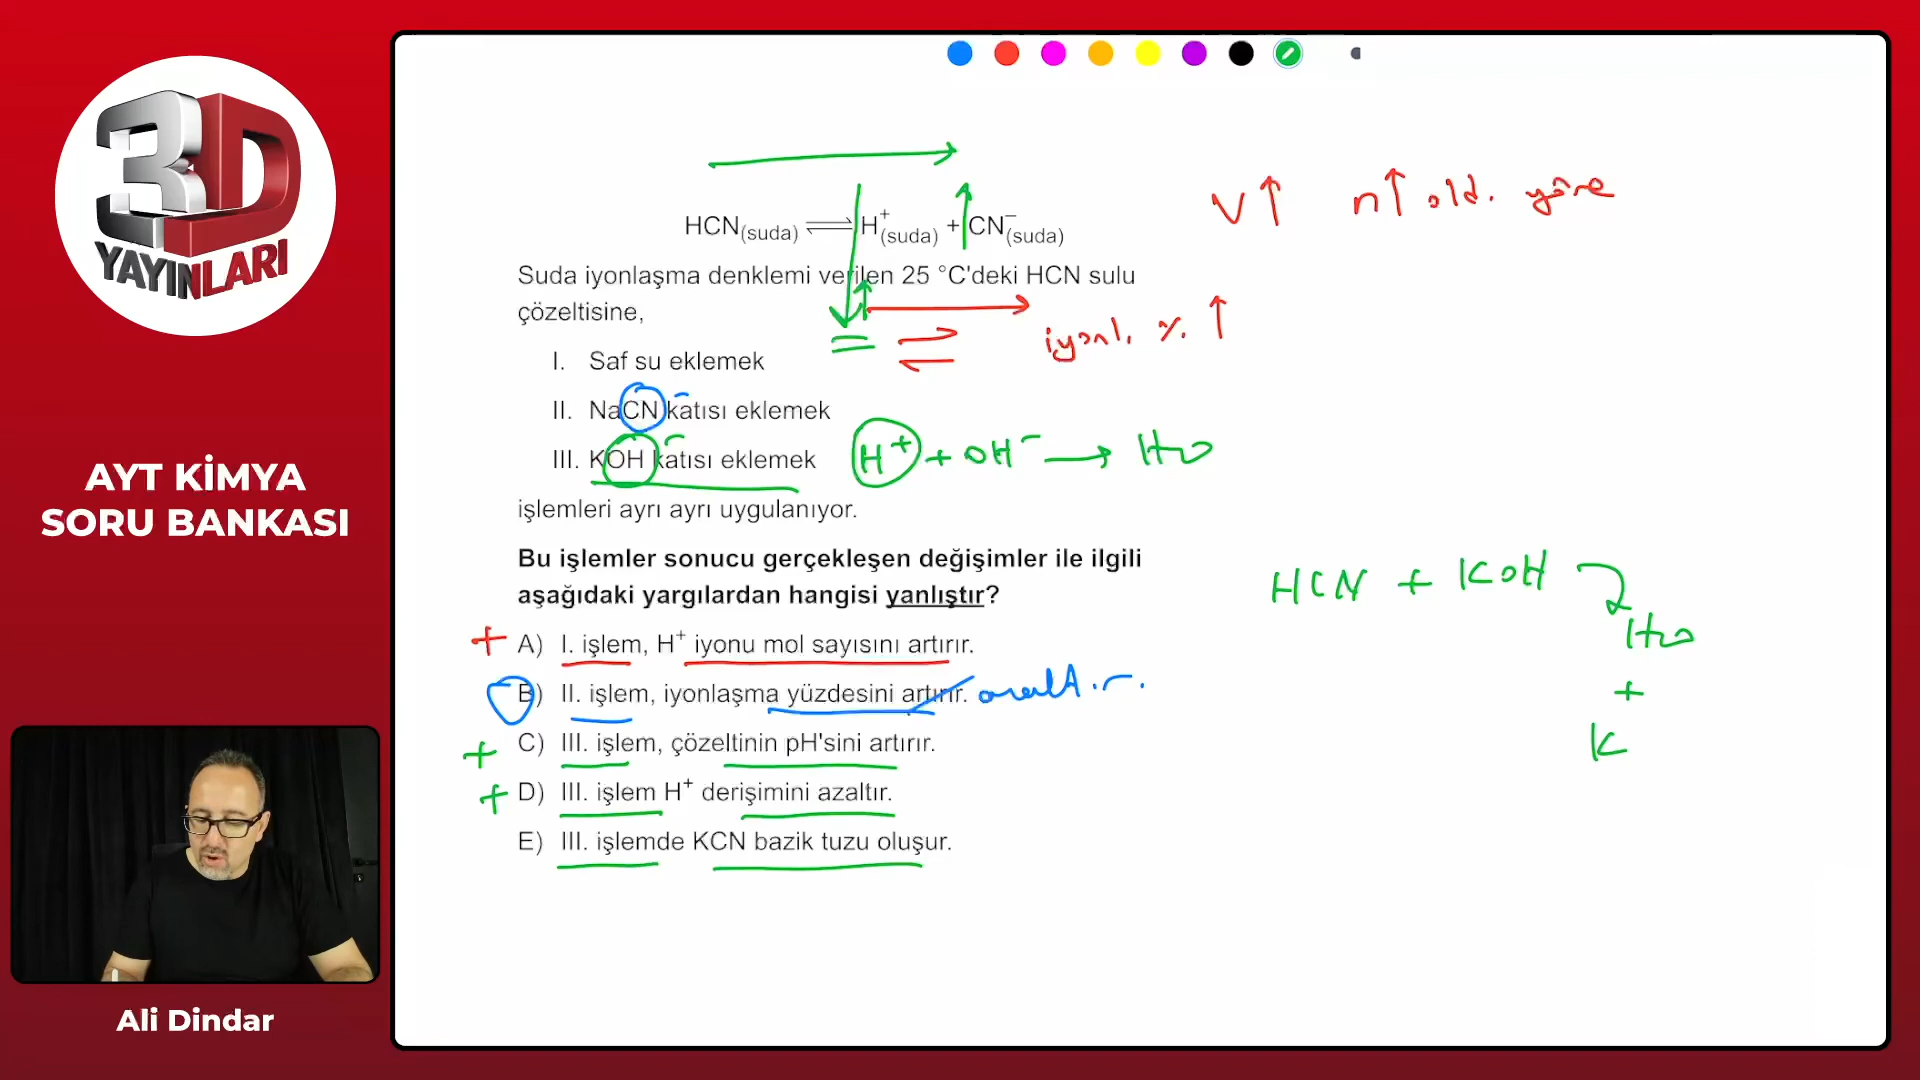 3D
YAYINLARI
AYT KİMYA
SORU BANKASI
Ali Dindar
V↑ n↑ old. göre
HCN(suda) ⇌ H⁺(suda) + CN⁻(suda)
Suda iyonlaşma denklemi verilen 25 °C'deki HCN sulu
çözeltisine,
iyonl. %. ↑
I. Saf su eklemek
II. NaCN katısı eklemek
III. KOH katısı eklemek
H⁺ + OH⁻ → H₂O
işlemleri ayrı ayrı uygulanıyor.
Bu işlemler sonucu gerçekleşen değişimler ile ilgili
aşağıdaki yargılardan hangisi yanlıştır?
HCN + KOH
H₂O
+
K
+ A) I. işlem, H⁺ iyonu mol sayısını artırır.
B) II. işlem, iyonlaşma yüzdesini artırır. azaltır.
+ C) III. işlem, çözeltinin pH'sini artırır.
+ D) III. işlem H⁺ derişimini azaltır.
E) III. işlemde KCN bazik tuzu oluşur.